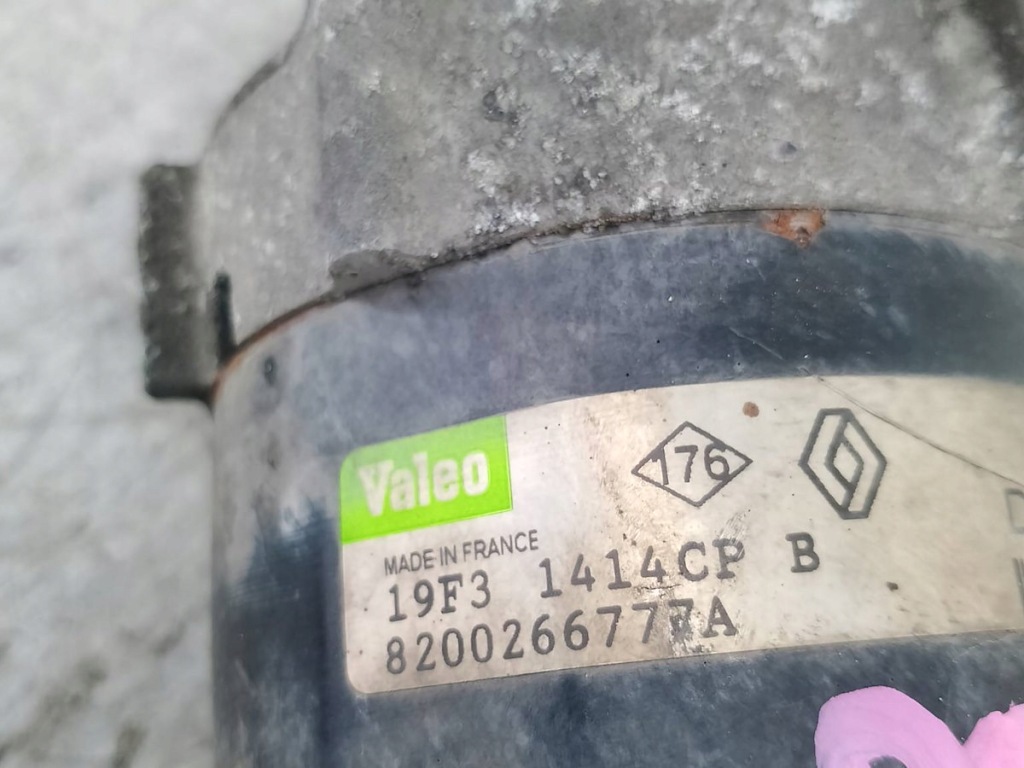 Valeo
176
MADE IN FRANCE
19F3 1414CP B
8200266777A